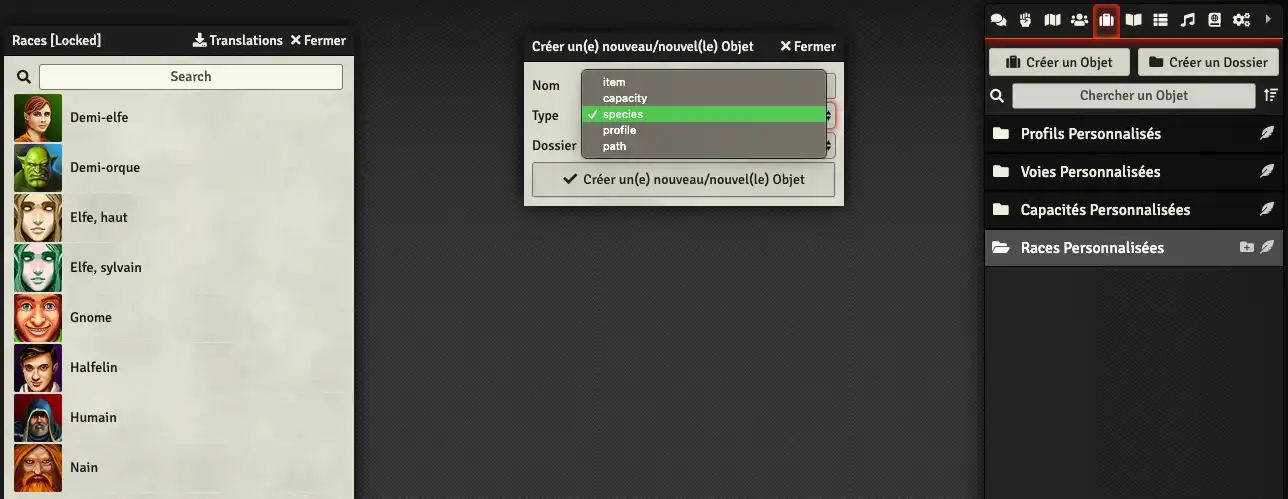 Races [Locked] Translations Fermer
Search
Demi-elfe
Demi-orque
Elfe, haut
Elfe, sylvain
Gnome
Halfelin
Humain
Nain
Créer un(e) nouveau/nouvel(le) Objet Fermer
Nom
Type
Dossier
item
capacity
species
profile
path
Créer un(e) nouveau/nouvel(le) Objet
Créer un Objet Créer un Dossier
Chercher un Objet
Profils Personnalisés
Voies Personnalisées
Capacités Personnalisées
Races Personnalisées